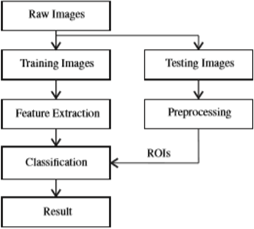 Raw Images
Training Images
Testing Images
Feature Extraction
Preprocessing
ROIs
Classification
Result